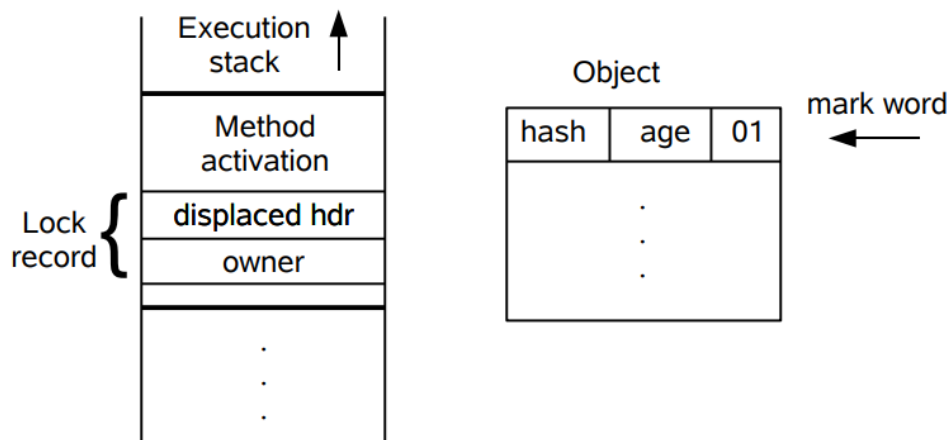 Execution
stack
Method
activation
Lock
record
displaced hdr
owner
.
.
.
Object
mark word
hash age 01
.
.
.